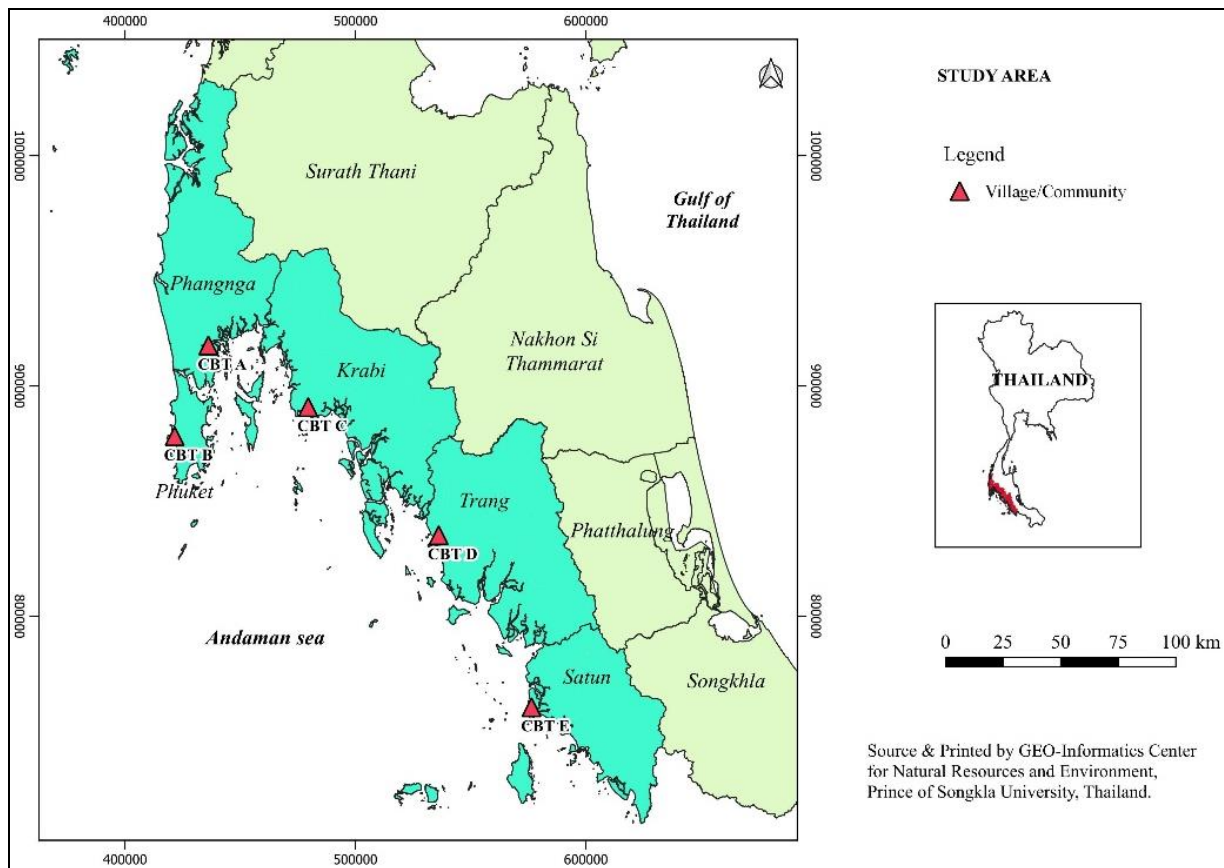 400000
500000
600000
1000000
900000
800000
1000000
900000
800000
Surath Thani
Gulf of
Thailand
Phangnga
Nakhon Si
Thammarat
CBT A
Krabi
CBT C
CBT B
Phuket
Trang
Phatthalung
CBT D
Andaman sea
Satun
Songkhla
CBT E
400000
500000
600000
STUDY AREA
Legend
Village/Community
THAILAND
0 25 50 75 100 km
Source & Printed by GEO-Informatics Center
for Natural Resources and Environment,
Prince of Songkla University, Thailand.